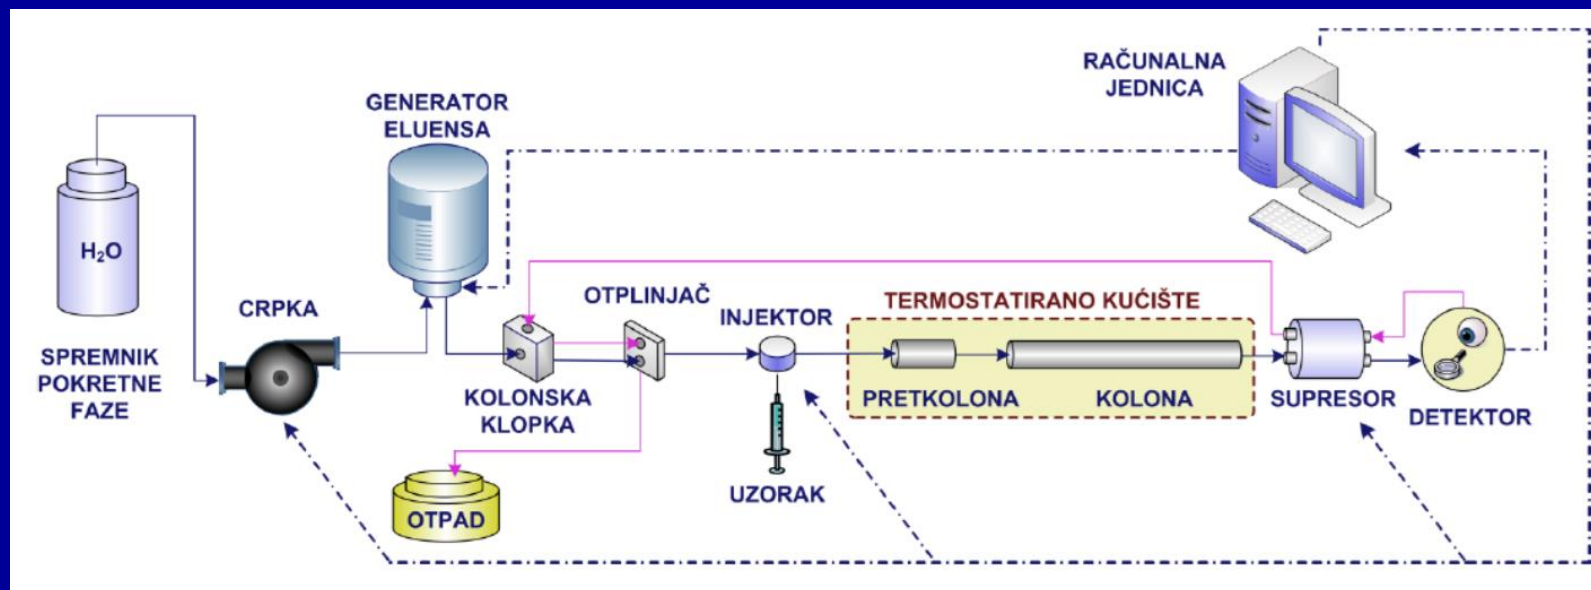 RAČUNALNA
JEDNICA
GENERATOR
ELUENSA
H₂O
CRPKA
OTPLINJAČ
INJEKTOR
TERMOSTATIRANO KUĆIŠTE
SPREMNIK
POKRETNE
FAZE
KOLONSKA
KLOPKA
PRETKOLONA
KOLONA
SUPRESOR
DETEKTOR
UZORAK
OTPAD